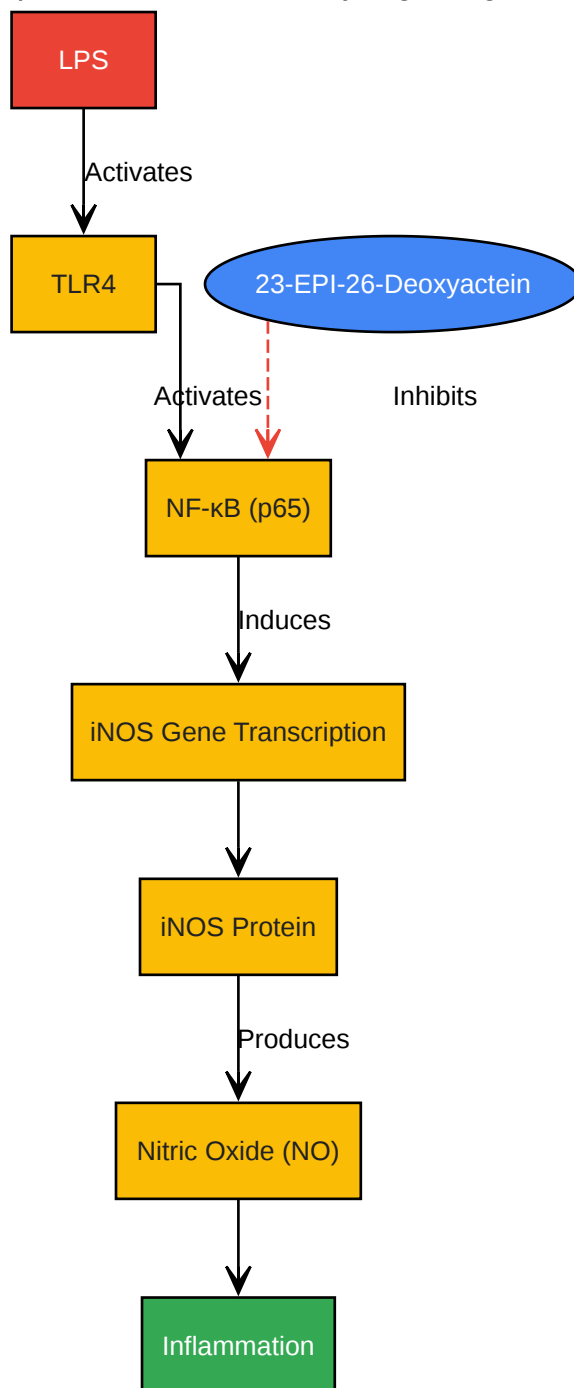 LPS
Activates
TLR4
23-EPI-26-Deoxyactein
Activates
Inhibits
NF-κB (p65)
Induces
iNOS Gene Transcription
iNOS Protein
Produces
Nitric Oxide (NO)
Inflammation